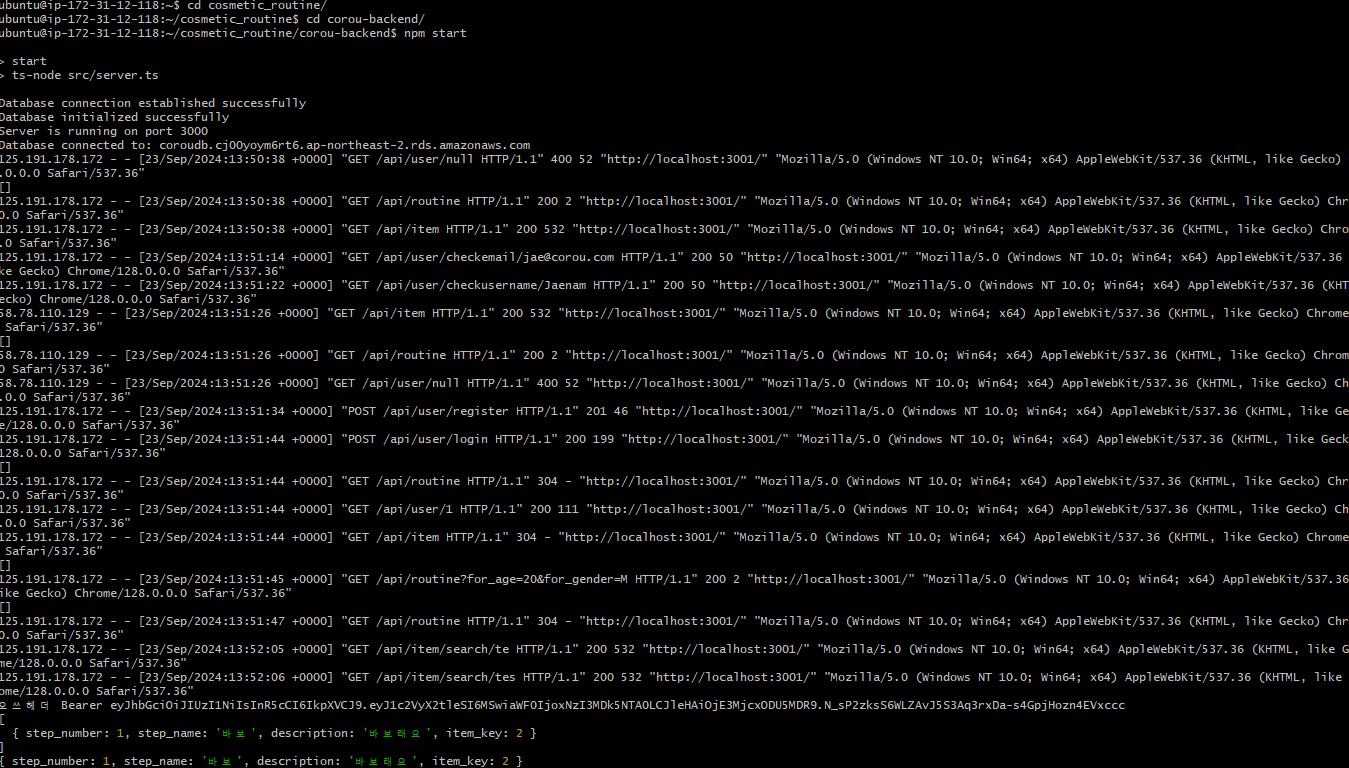 ubuntu@ip-172-31-12-118:~$ cd cosmetic_routine/
ubuntu@ip-172-31-12-118:~/cosmetic_routine$ cd corou-backend/
ubuntu@ip-172-31-12-118:~/cosmetic_routine/corou-backend$ npm start
> start
> ts-node src/server.ts
Database connection established successfully
Database initialized successfully
Server is running on port 3000
Database connected to: coroudb.cj00yoym6rt6.ap-northeast-2.rds.amazonaws.com
125.191.178.172 - - [23/Sep/2024:13:50:38 +0000] "GET /api/user/null HTTP/1.1" 400 52 "http://localhost:3001/" "Mozilla/5.0 (Windows NT 10.0; Win64; x64) AppleWebKit/537.36 (KHTML, like Gecko)
.0.0.0 Safari/537.36"
[]
125.191.178.172 - - [23/Sep/2024:13:50:38 +0000] "GET /api/routine HTTP/1.1" 200 2 "http://localhost:3001/" "Mozilla/5.0 (Windows NT 10.0; Win64; x64) AppleWebKit/537.36 (KHTML, like Gecko) Chr
0.0 Safari/537.36"
125.191.178.172 - - [23/Sep/2024:13:50:38 +0000] "GET /api/item HTTP/1.1" 200 532 "http://localhost:3001/" "Mozilla/5.0 (Windows NT 10.0; Win64; x64) AppleWebKit/537.36 (KHTML, like Gecko) Chro
.0 Safari/537.36"
125.191.178.172 - - [23/Sep/2024:13:51:14 +0000] "GET /api/user/checkemail/jae@corou.com HTTP/1.1" 200 50 "http://localhost:3001/" "Mozilla/5.0 (Windows NT 10.0; Win64; x64) AppleWebKit/537.36
ke Gecko) Chrome/128.0.0.0 Safari/537.36"
125.191.178.172 - - [23/Sep/2024:13:51:22 +0000] "GET /api/user/checkusername/Jaenam HTTP/1.1" 200 50 "http://localhost:3001/" "Mozilla/5.0 (Windows NT 10.0; Win64; x64) AppleWebKit/537.36 (KHT
ecko) Chrome/128.0.0.0 Safari/537.36"
58.78.110.129 - - [23/Sep/2024:13:51:26 +0000] "GET /api/item HTTP/1.1" 200 532 "http://localhost:3001/" "Mozilla/5.0 (Windows NT 10.0; Win64; x64) AppleWebKit/537.36 (KHTML, like Gecko) Chrome
 Safari/537.36"
[]
58.78.110.129 - - [23/Sep/2024:13:51:26 +0000] "GET /api/routine HTTP/1.1" 200 2 "http://localhost:3001/" "Mozilla/5.0 (Windows NT 10.0; Win64; x64) AppleWebKit/537.36 (KHTML, like Gecko) Chrom
0 Safari/537.36"
58.78.110.129 - - [23/Sep/2024:13:51:26 +0000] "GET /api/user/null HTTP/1.1" 400 52 "http://localhost:3001/" "Mozilla/5.0 (Windows NT 10.0; Win64; x64) AppleWebKit/537.36 (KHTML, like Gecko) Ch
.0.0 Safari/537.36"
125.191.178.172 - - [23/Sep/2024:13:51:34 +0000] "POST /api/user/register HTTP/1.1" 201 46 "http://localhost:3001/" "Mozilla/5.0 (Windows NT 10.0; Win64; x64) AppleWebKit/537.36 (KHTML, like Ge
e/128.0.0.0 Safari/537.36"
125.191.178.172 - - [23/Sep/2024:13:51:44 +0000] "POST /api/user/login HTTP/1.1" 200 199 "http://localhost:3001/" "Mozilla/5.0 (Windows NT 10.0; Win64; x64) AppleWebKit/537.36 (KHTML, like Geck
128.0.0.0 Safari/537.36"
[]
125.191.178.172 - - [23/Sep/2024:13:51:44 +0000] "GET /api/routine HTTP/1.1" 304 - "http://localhost:3001/" "Mozilla/5.0 (Windows NT 10.0; Win64; x64) AppleWebKit/537.36 (KHTML, like Gecko) Chr
0.0 Safari/537.36"
125.191.178.172 - - [23/Sep/2024:13:51:44 +0000] "GET /api/user/1 HTTP/1.1" 200 111 "http://localhost:3001/" "Mozilla/5.0 (Windows NT 10.0; Win64; x64) AppleWebKit/537.36 (KHTML, like Gecko) Ch
.0.0 Safari/537.36"
125.191.178.172 - - [23/Sep/2024:13:51:44 +0000] "GET /api/item HTTP/1.1" 304 - "http://localhost:3001/" "Mozilla/5.0 (Windows NT 10.0; Win64; x64) AppleWebKit/537.36 (KHTML, like Gecko) Chrome
 Safari/537.36"
[]
125.191.178.172 - - [23/Sep/2024:13:51:45 +0000] "GET /api/routine?for_age=20&for_gender=M HTTP/1.1" 200 2 "http://localhost:3001/" "Mozilla/5.0 (Windows NT 10.0; Win64; x64) AppleWebKit/537.36
ike Gecko) Chrome/128.0.0.0 Safari/537.36"
[]
125.191.178.172 - - [23/Sep/2024:13:51:47 +0000] "GET /api/routine HTTP/1.1" 304 - "http://localhost:3001/" "Mozilla/5.0 (Windows NT 10.0; Win64; x64) AppleWebKit/537.36 (KHTML, like Gecko) Chr
0.0 Safari/537.36"
125.191.178.172 - - [23/Sep/2024:13:52:05 +0000] "GET /api/item/search/te HTTP/1.1" 200 532 "http://localhost:3001/" "Mozilla/5.0 (Windows NT 10.0; Win64; x64) AppleWebKit/537.36 (KHTML, like G
me/128.0.0.0 Safari/537.36"
125.191.178.172 - - [23/Sep/2024:13:52:06 +0000] "GET /api/item/search/tes HTTP/1.1" 200 532 "http://localhost:3001/" "Mozilla/5.0 (Windows NT 10.0; Win64; x64) AppleWebKit/537.36 (KHTML, like
ome/128.0.0.0 Safari/537.36"
으쓰헤더 Bearer eyJhbGciOiJIUzI1NiIsInR5cCI6IkpXVCJ9.eyJ1c2VyX2tleSI6MSwiaWF0IjoxNzI3MDk5NTA0LCJleHAiOjE3MjcxODU5MDR9.N_sP2zksS6WLZAvJ5S3Aq3rxDa-s4GpjHozn4EVxccc
[
  { step_number: 1, step_name: '바보', description: '바보래요', item_key: 2 }
]
{ step_number: 1, step_name: '바보', description: '바보래요', item_key: 2 }